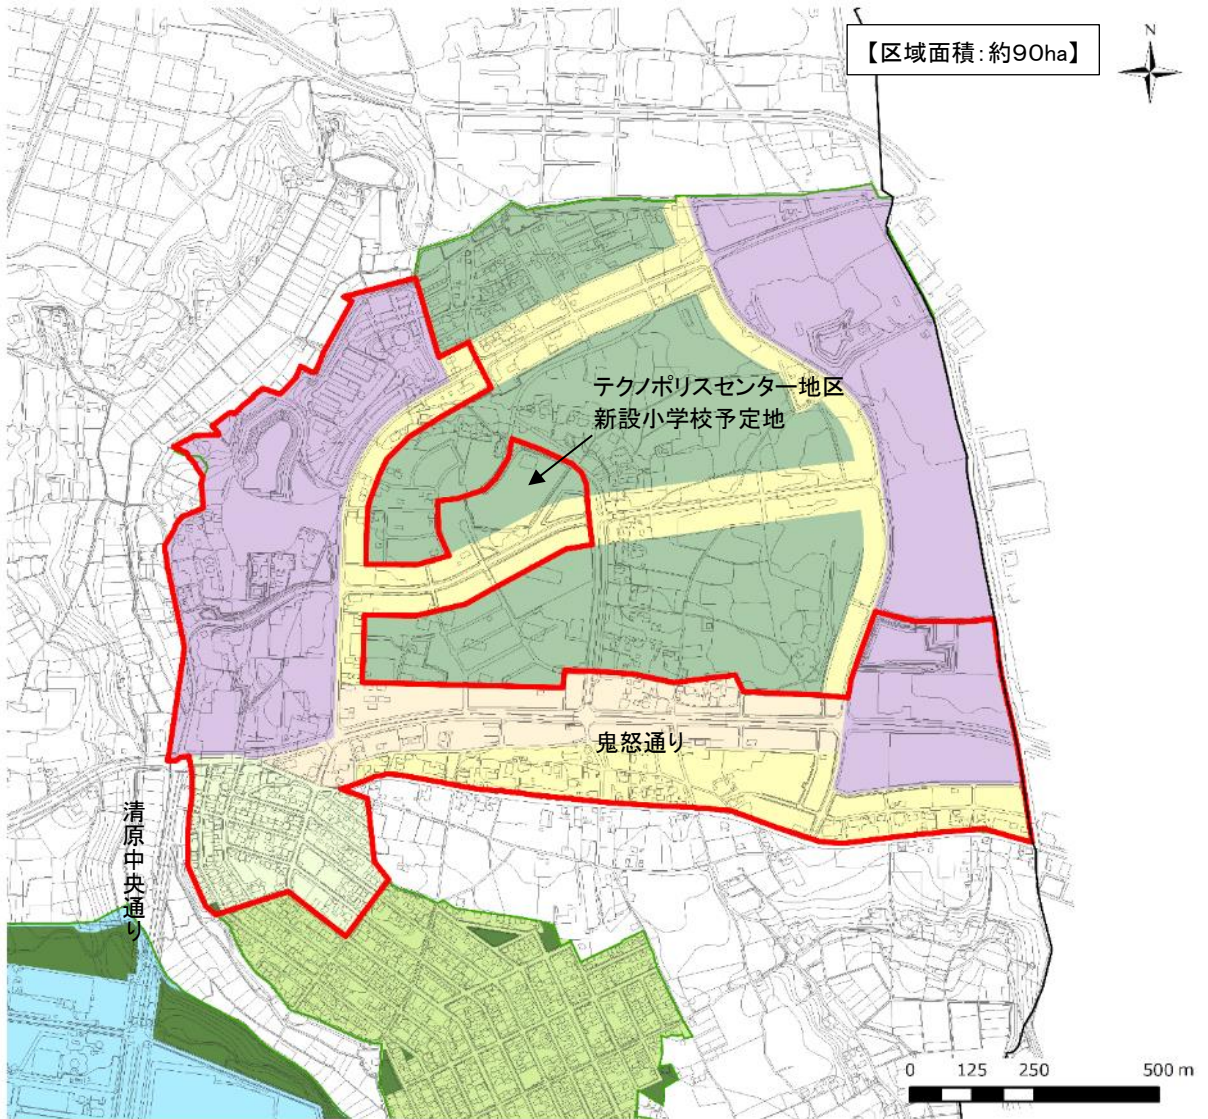 【区域面積：約90ha】
N
テクノポリスセンター地区
新設小学校予定地
鬼怒通り
清原中央通り
0 125 250 500 m